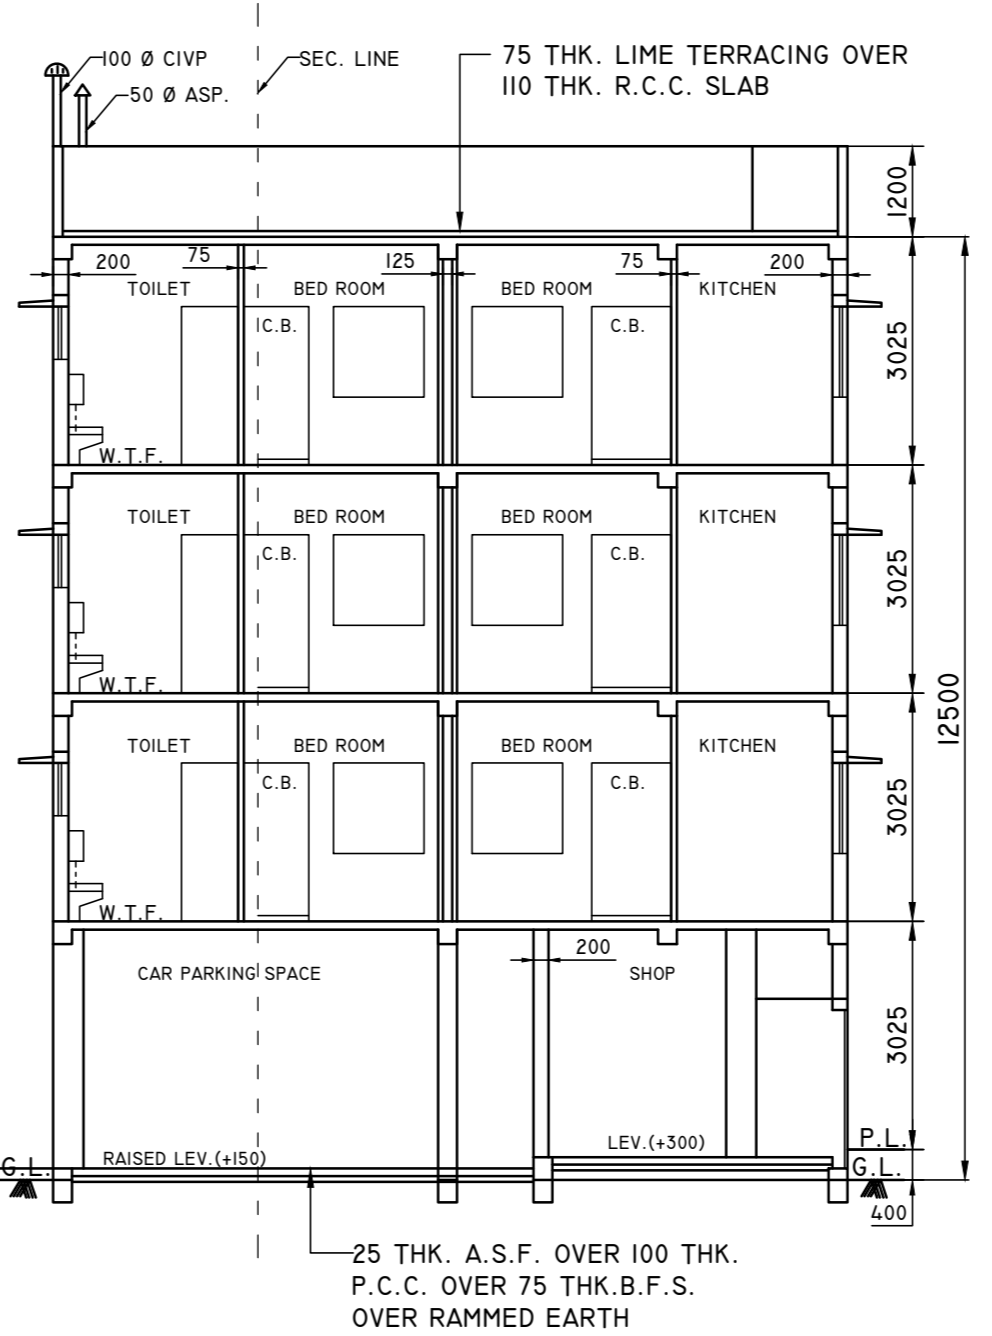 100 Ø CIVP
SEC. LINE
75 THK. LIME TERRACING OVER
110 THK. R.C.C. SLAB
50 Ø ASP.
1200
200
75
125
75
200
TOILET
BED ROOM
BED ROOM
KITCHEN
C.B.
C.B.
3025
W.T.F.
TOILET
BED ROOM
BED ROOM
KITCHEN
C.B.
C.B.
3025
W.T.F.
12500
TOILET
BED ROOM
BED ROOM
KITCHEN
C.B.
C.B.
3025
W.T.F.
200
CAR PARKING SPACE
SHOP
3025
LEV.(+300)
P.L.
RAISED LEV.(+150)
G.L.
G.L.
400
25 THK. A.S.F. OVER 100 THK.
P.C.C. OVER 75 THK.B.F.S.
OVER RAMMED EARTH